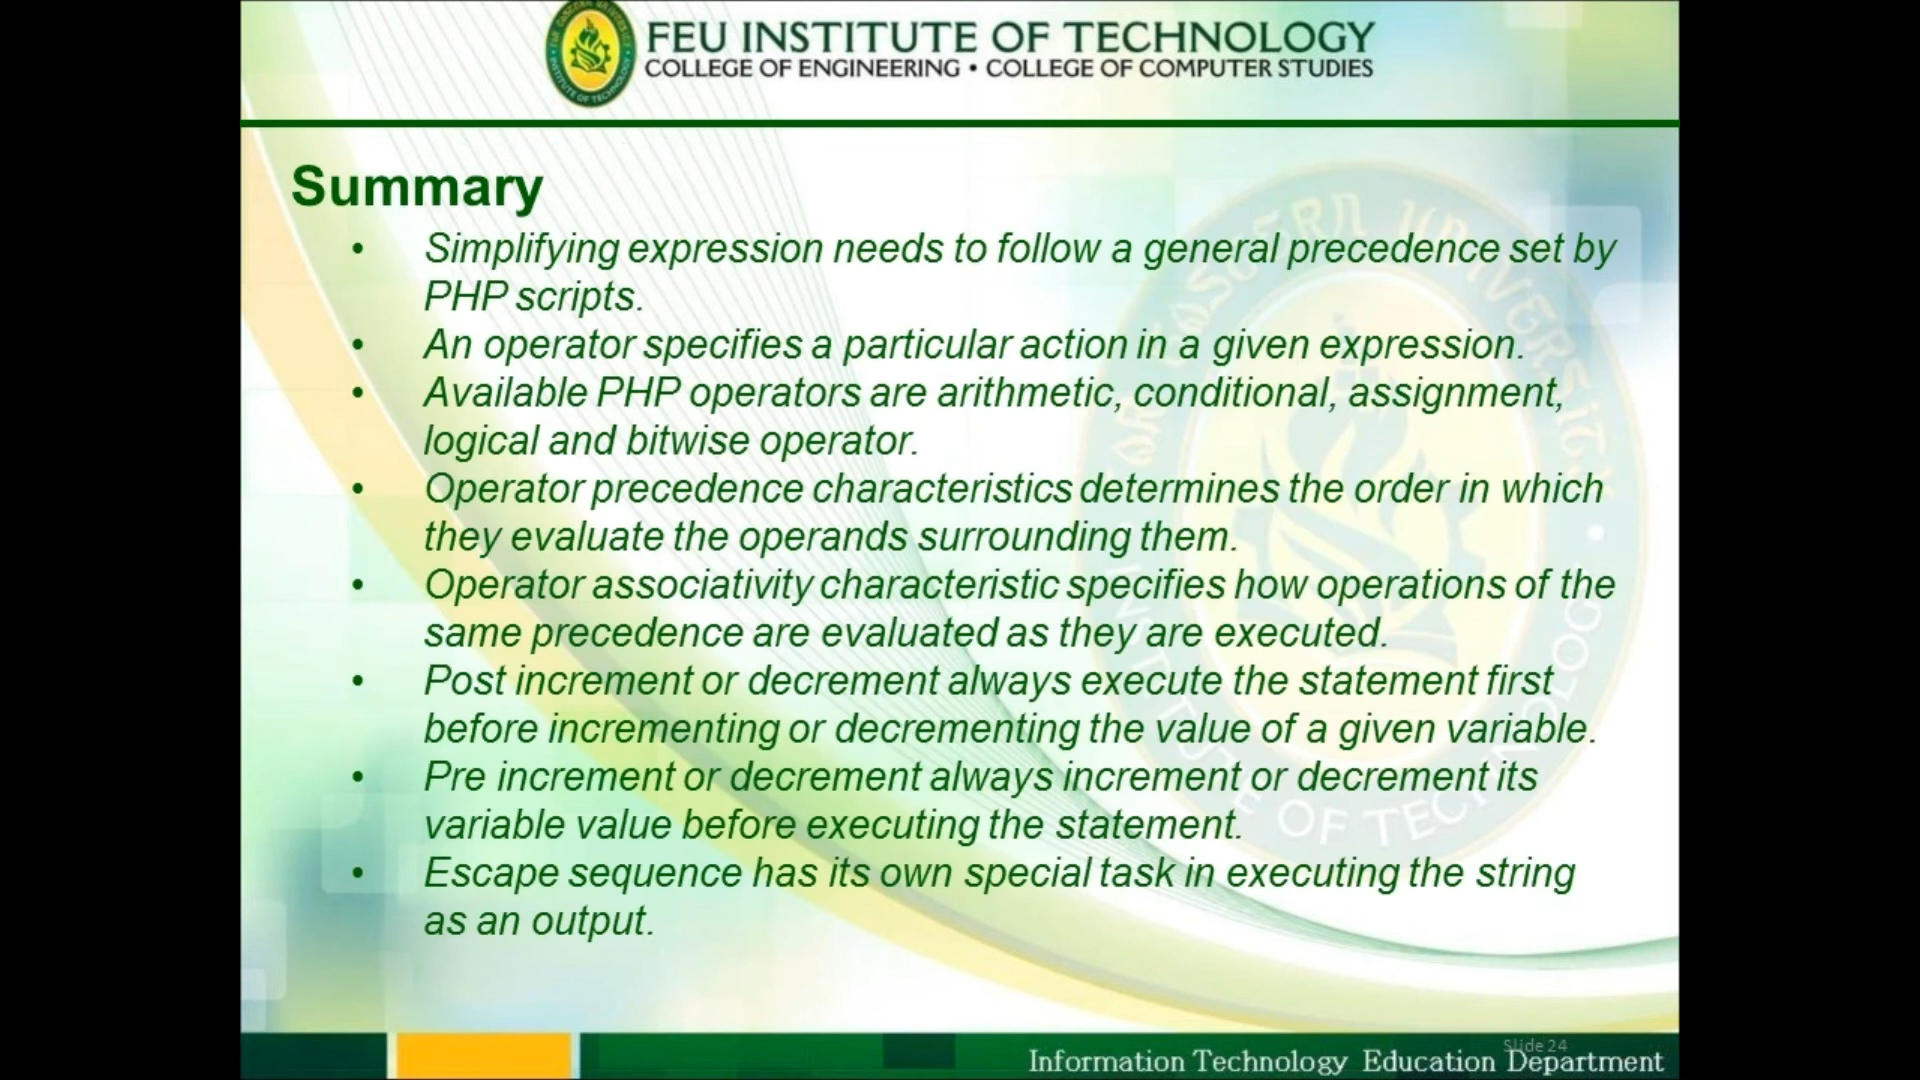 FEU INSTITUTE OF TECHNOLOGY
COLLEGE OF ENGINEERING • COLLEGE OF COMPUTER STUDIES
Summary
• Simplifying expression needs to follow a general precedence set by
PHP scripts.
• An operator specifies a particular action in a given expression.
• Available PHP operators are arithmetic, conditional, assignment,
logical and bitwise operator.
• Operator precedence characteristics determines the order in which
they evaluate the operands surrounding them.
• Operator associativity characteristic specifies how operations of the
same precedence are evaluated as they are executed.
• Post increment or decrement always execute the statement first
before incrementing or decrementing the value of a given variable.
• Pre increment or decrement always increment or decrement its
variable value before executing the statement.
• Escape sequence has its own special task in executing the string
as an output.
Slide 24
Information Technology Education Department